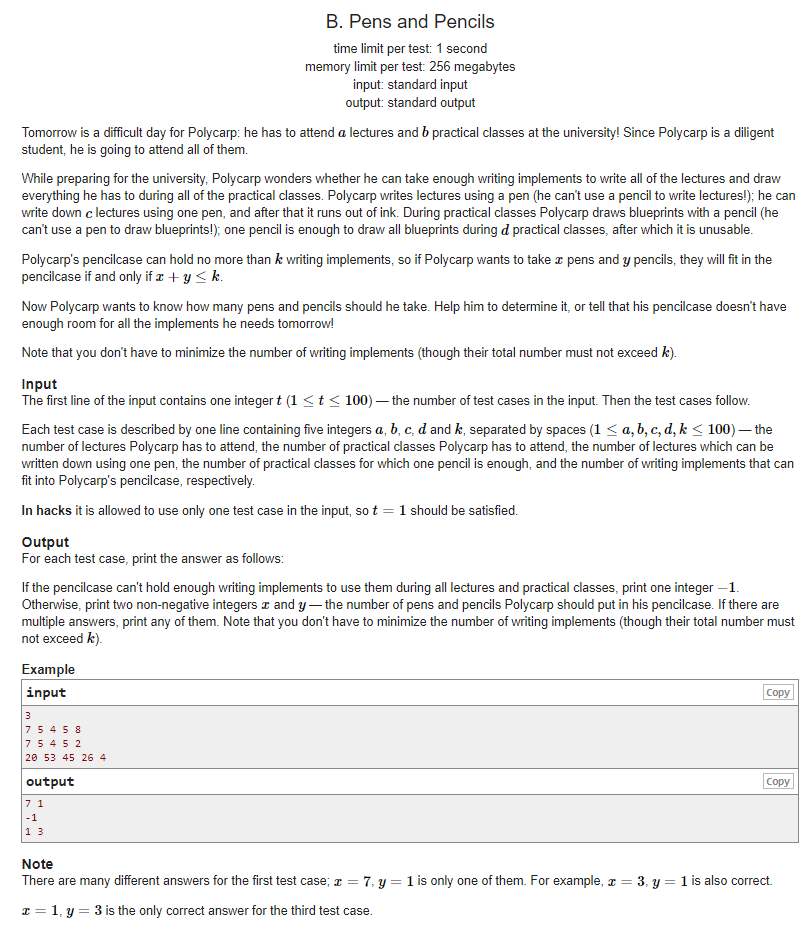 B. Pens and Pencils
time limit per test: 1 second
memory limit per test: 256 megabytes
input: standard input
output: standard output
Tomorrow is a difficult day for Polycarp: he has to attend a lectures and b practical classes at the university! Since Polycarp is a diligent
student, he is going to attend all of them.
While preparing for the university, Polycarp wonders whether he can take enough writing implements to write all of the lectures and draw
everything he has to during all of the practical classes. Polycarp writes lectures using a pen (he can't use a pencil to write lectures!); he can
write down c lectures using one pen, and after that it runs out of ink. During practical classes Polycarp draws blueprints with a pencil (he
can't use a pen to draw blueprints!); one pencil is enough to draw all blueprints during d practical classes, after which it is unusable.
Polycarp's pencilcase can hold no more than k writing implements, so if Polycarp wants to take x pens and y pencils, they will fit in the
pencilcase if and only if x + y ≤ k.
Now Polycarp wants to know how many pens and pencils should he take. Help him to determine it, or tell that his pencilcase doesn't have
enough room for all the implements he needs tomorrow!
Note that you don't have to minimize the number of writing implements (though their total number must not exceed k).
Input
The first line of the input contains one integer t (1 ≤ t ≤ 100) — the number of test cases in the input. Then the test cases follow.
Each test case is described by one line containing five integers a, b, c, d and k, separated by spaces (1 ≤ a, b, c, d, k ≤ 100) — the
number of lectures Polycarp has to attend, the number of practical classes Polycarp has to attend, the number of lectures which can be
written down using one pen, the number of practical classes for which one pencil is enough, and the number of writing implements that can
fit into Polycarp's pencilcase, respectively.
In hacks it is allowed to use only one test case in the input, so t = 1 should be satisfied.
Output
For each test case, print the answer as follows:
If the pencilcase can't hold enough writing implements to use them during all lectures and practical classes, print one integer −1.
Otherwise, print two non-negative integers x and y — the number of pens and pencils Polycarp should put in his pencilcase. If there are
multiple answers, print any of them. Note that you don't have to minimize the number of writing implements (though their total number must
not exceed k).
Example
input Copy
3
7 5 4 5 8
7 5 4 5 2
20 53 45 26 4
output Copy
7 1
-1
1 3
Note
There are many different answers for the first test case; x = 7, y = 1 is only one of them. For example, x = 3, y = 1 is also correct.
x = 1, y = 3 is the only correct answer for the third test case.